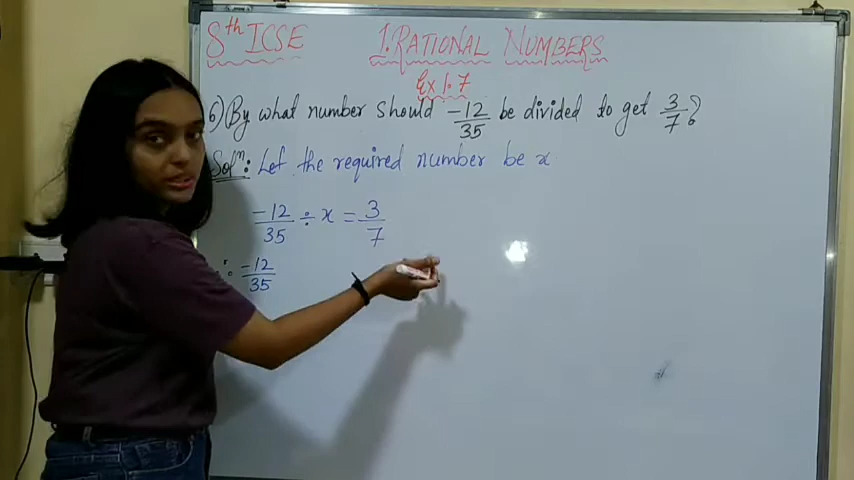 8th ICSE 1. RATIONAL NUMBERS
Ex 1.7
6) By what number should -12/35 be divided to get 3/7?
Solⁿ: Let the required number be x
-12/35 ÷ x = 3/7
∴ -12/35